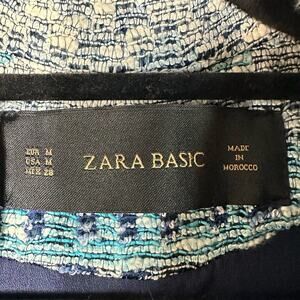 EUR M
USA M
MEX 28
ZARA BASIC
MADE
IN
MOROCCO